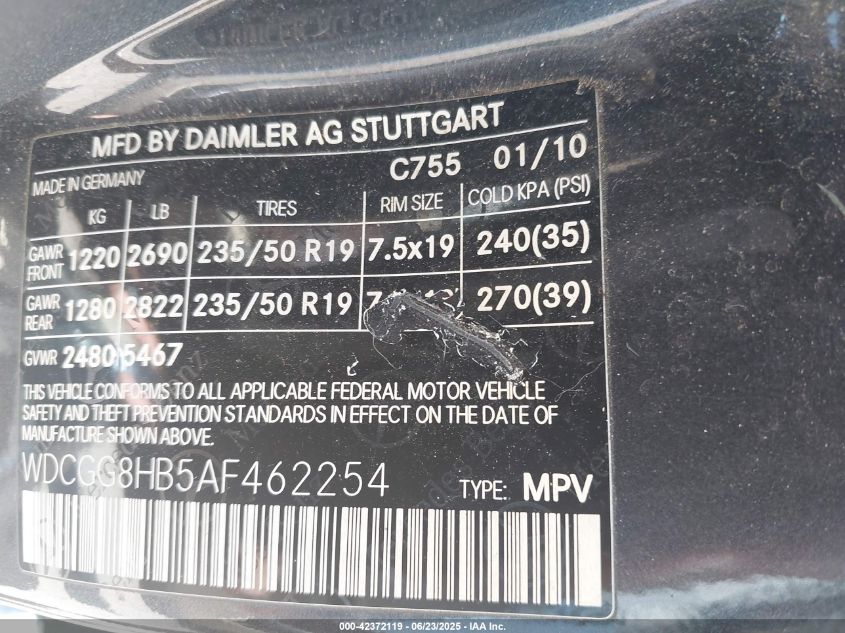 MFD BY DAIMLER AG STUTTGART
MADE IN GERMANY C755 01/10
KG LB TIRES RIM SIZE COLD KPA (PSI)
GAWR FRONT 1220 2690 235/50 R19 7.5x19 240(35)
GAWR REAR 1280 2822 235/50 R19 270(39)
GVWR 2480 5467
THIS VEHICLE CONFORMS TO ALL APPLICABLE FEDERAL MOTOR VEHICLE
SAFETY AND THEFT PREVENTION STANDARDS IN EFFECT ON THE DATE OF
MANUFACTURE SHOWN ABOVE.
WDCGG8HB5AF462254 TYPE: MPV
000-42372119 - 06/23/2025 - IAA Inc.